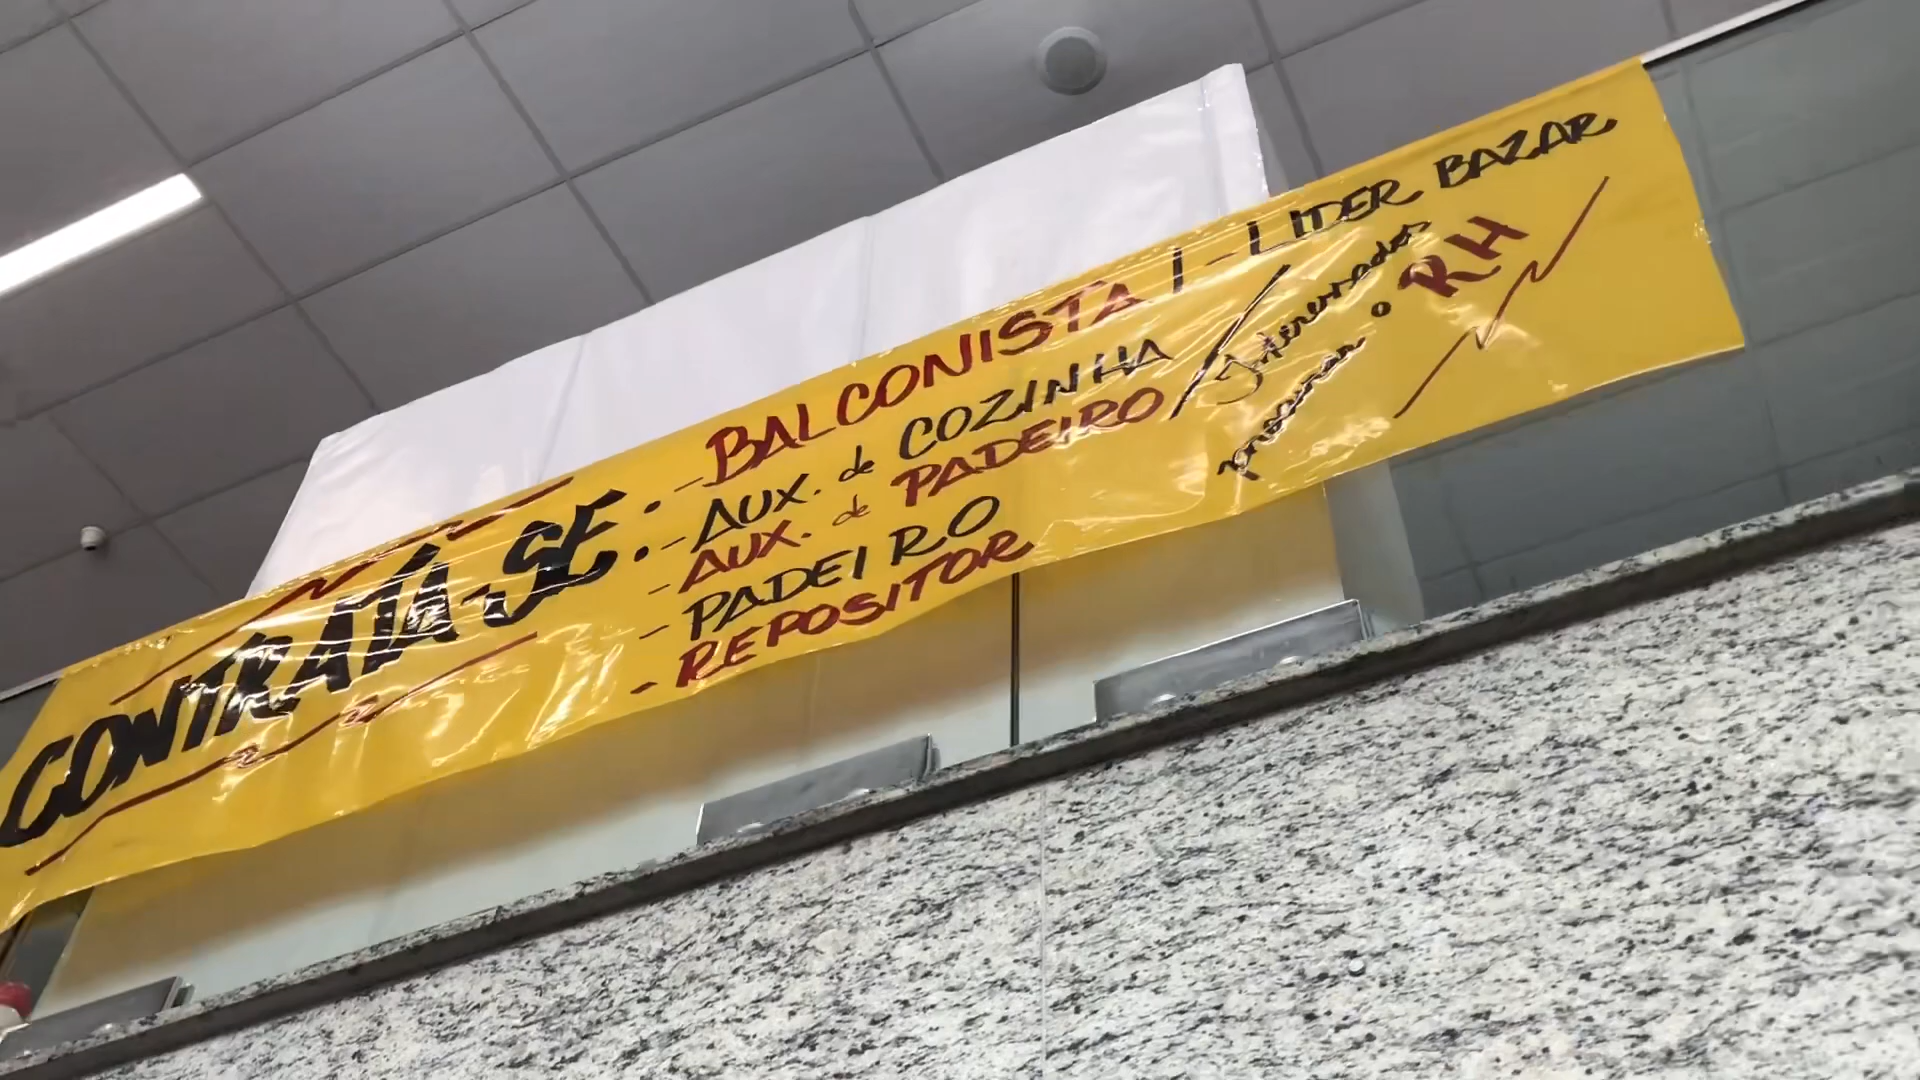 CONTRATA-SE:
- BALCONISTA | - LIDER BAZAR
- AUX. de COZINHA
- AUX. de PADEIRO
- PADEIRO
- REPOSITOR
Interessados
procurar o RH